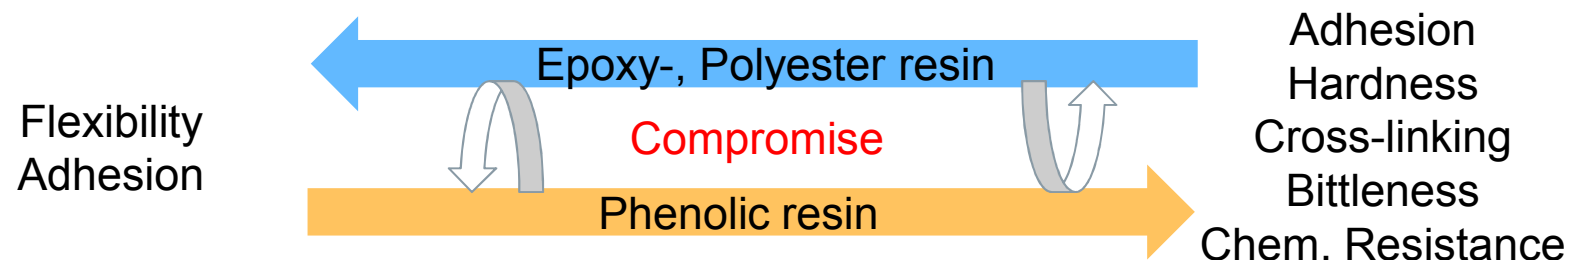 Flexibility
Adhesion
Epoxy-, Polyester resin
Compromise
Phenolic resin
Adhesion
Hardness
Cross-linking
Bittleness
Chem. Resistance